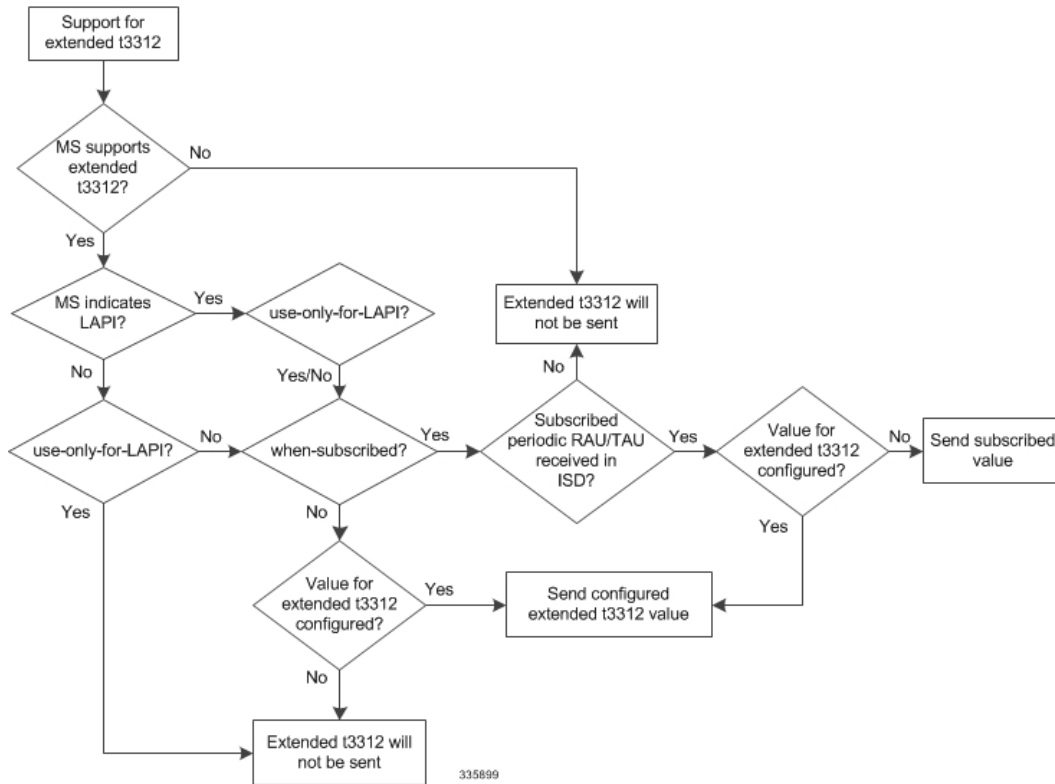 Support for
extended t3312
MS supports
extended
t3312?
No
Yes
MS indicates
LAPI?
Yes
use-only-for-LAPI?
Extended t3312 will
not be sent
No
Yes/No
No
use-only-for-LAPI?
No
when-subscribed?
Yes
Subscribed
periodic RAU/TAU
received in
ISD?
Yes
Value for
extended t3312
configured?
No
Send subscribed
value
Yes
No
Yes
Value for
extended t3312
configured?
Yes
Send configured
extended t3312 value
No
Extended t3312 will
not be sent
335899